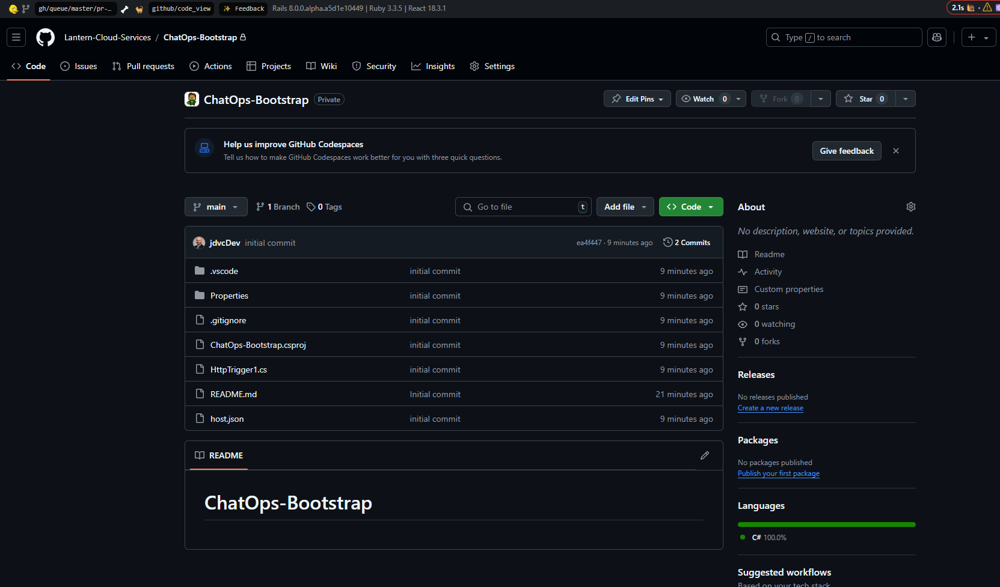 gh/queue/master/pr-… github/code_view Feedback Rails 8.0.0.alpha.a5d1e10449 | Ruby 3.3.5 | React 18.3.1 2.1s
Lantern-Cloud-Services / ChatOps-Bootstrap Type / to search
Code Issues Pull requests Actions Projects Wiki Security Insights Settings
ChatOps-Bootstrap Private Edit Pins Watch 0 Fork 0 Star 0
Help us improve GitHub Codespaces
Tell us how to make GitHub Codespaces work better for you with three quick questions.
Give feedback
main 1 Branch 0 Tags Go to file t Add file Code
jdvcDev initial commit ea4f447 · 9 minutes ago 2 Commits
.vscode initial commit 9 minutes ago
Properties initial commit 9 minutes ago
.gitignore initial commit 9 minutes ago
ChatOps-Bootstrap.csproj initial commit 9 minutes ago
HttpTrigger1.cs initial commit 9 minutes ago
README.md Initial commit 21 minutes ago
host.json initial commit 9 minutes ago
README
ChatOps-Bootstrap
About
No description, website, or topics provided.
Readme
Activity
Custom properties
0 stars
0 watching
0 forks
Releases
No releases published
Create a new release
Packages
No packages published
Publish your first package
Languages
C# 100.0%
Suggested workflows
Based on your tech stack